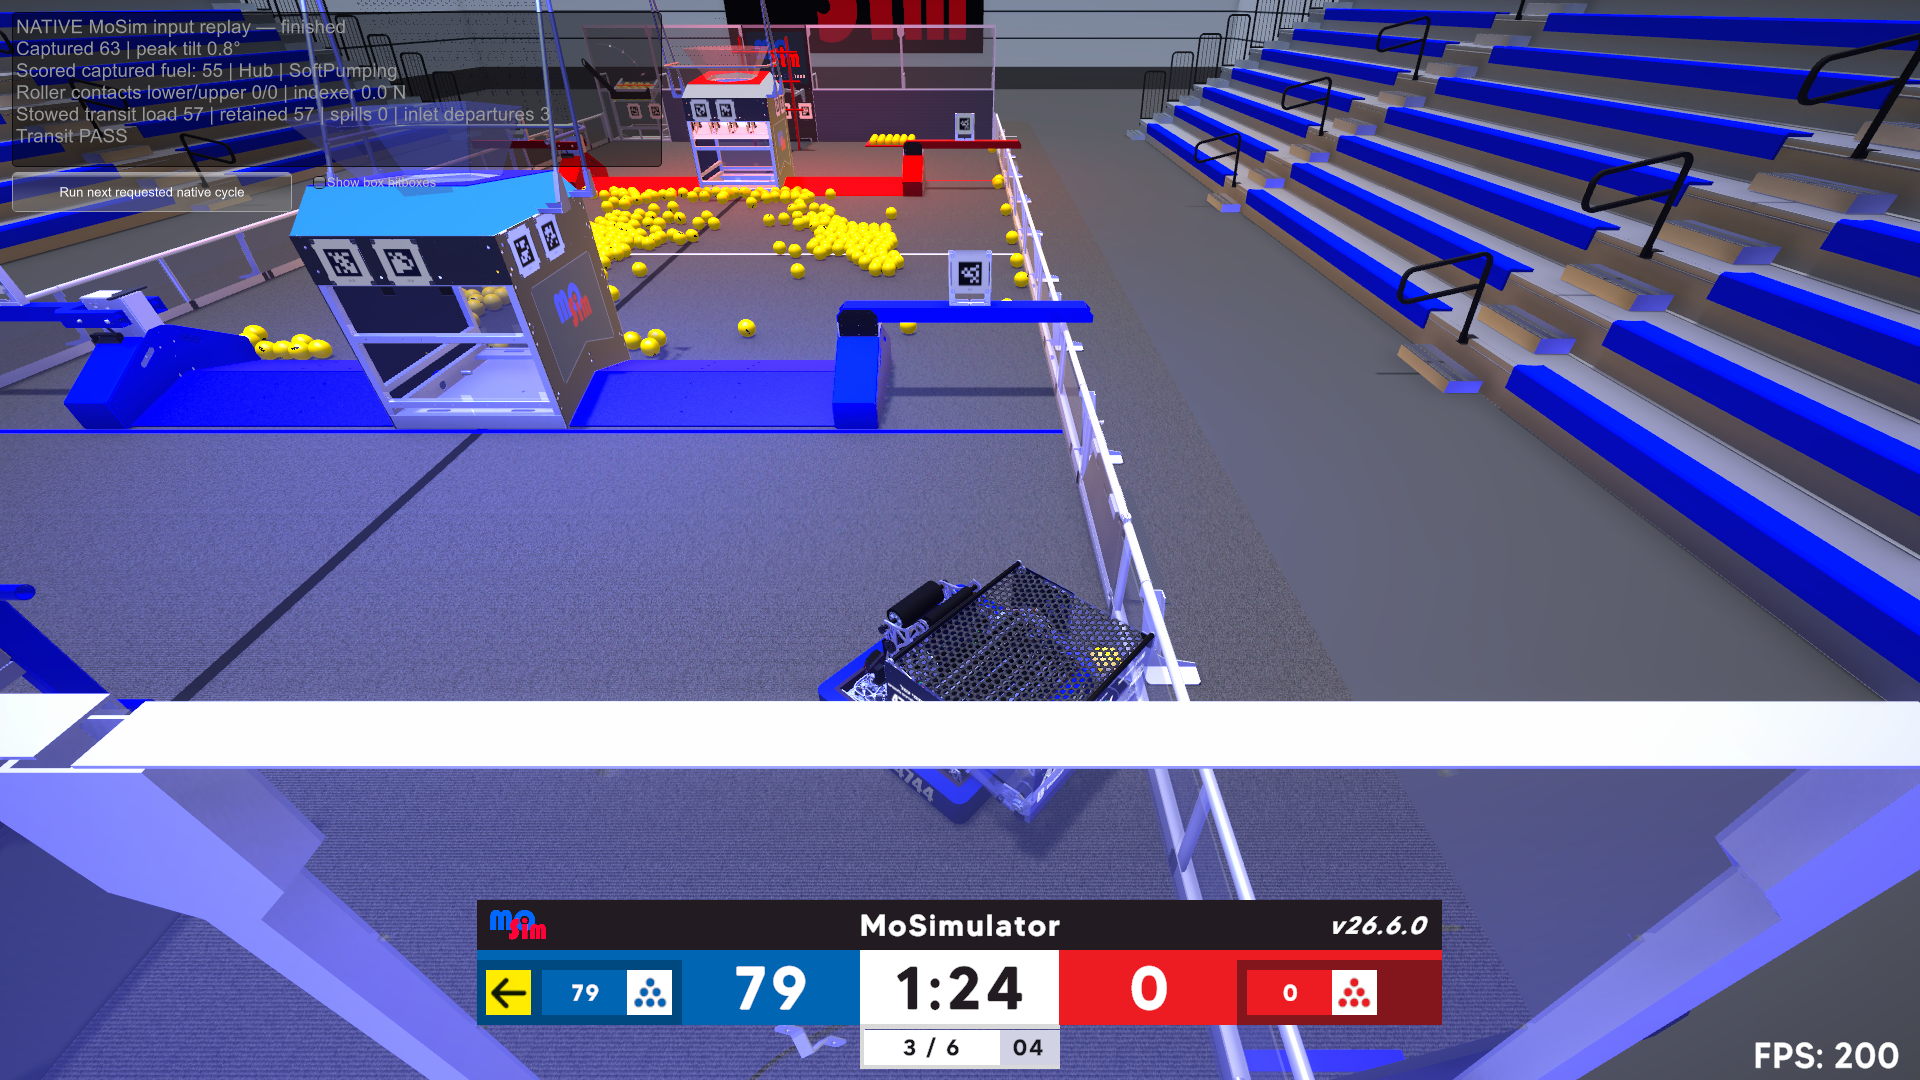 NATIVE MoSim input replay — finished
Captured 63 | peak tilt 0.8°
Scored captured fuel: 55 | Hub | SoftPumping
Roller contacts lower/upper 0/0 | indexer 0.0 N
Stowed transit load 57 | retained 57 | spills 0 | inlet departures 3
Transit PASS
Show box hitboxes
Run next requested native cycle
MoSim
MoSim
MoSimulator
v26.6.0
79
79
1:24
0
0
3 / 6
04
FPS: 200